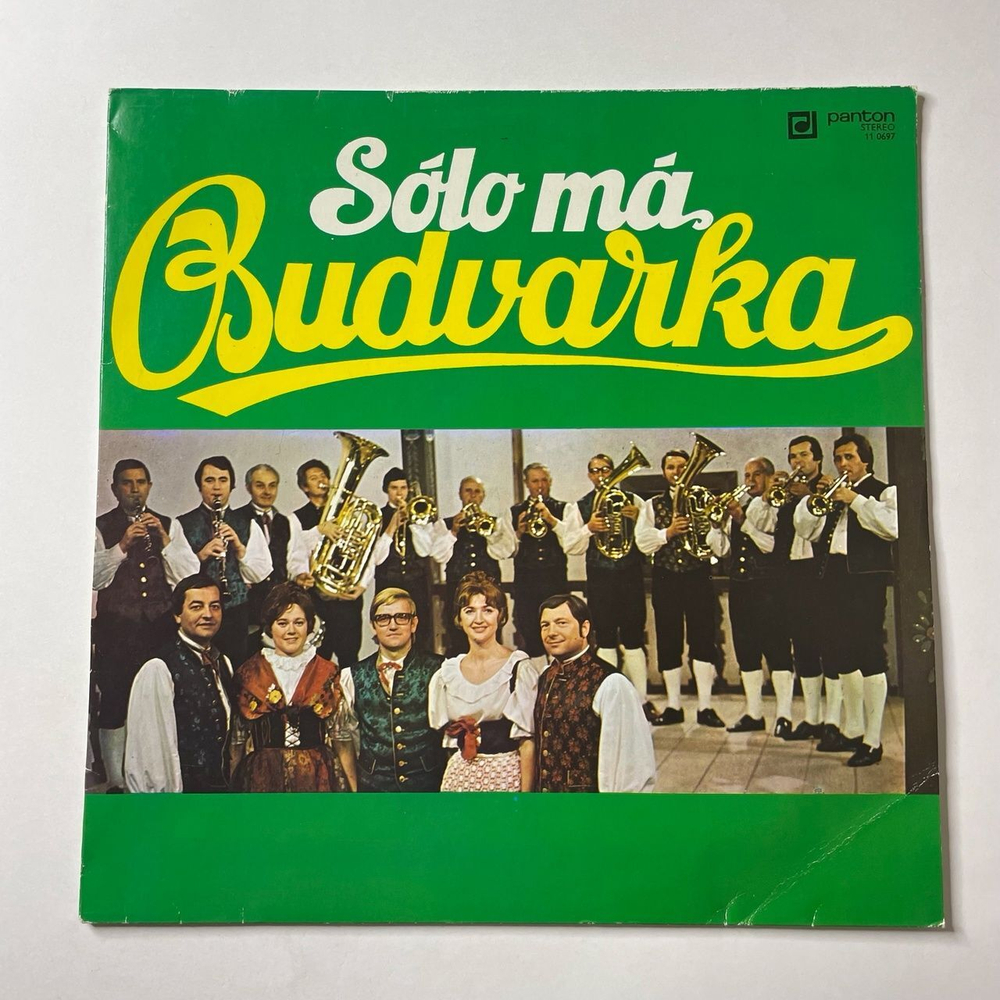 panton
STEREO
11 0697
Sólo má
Budvarka